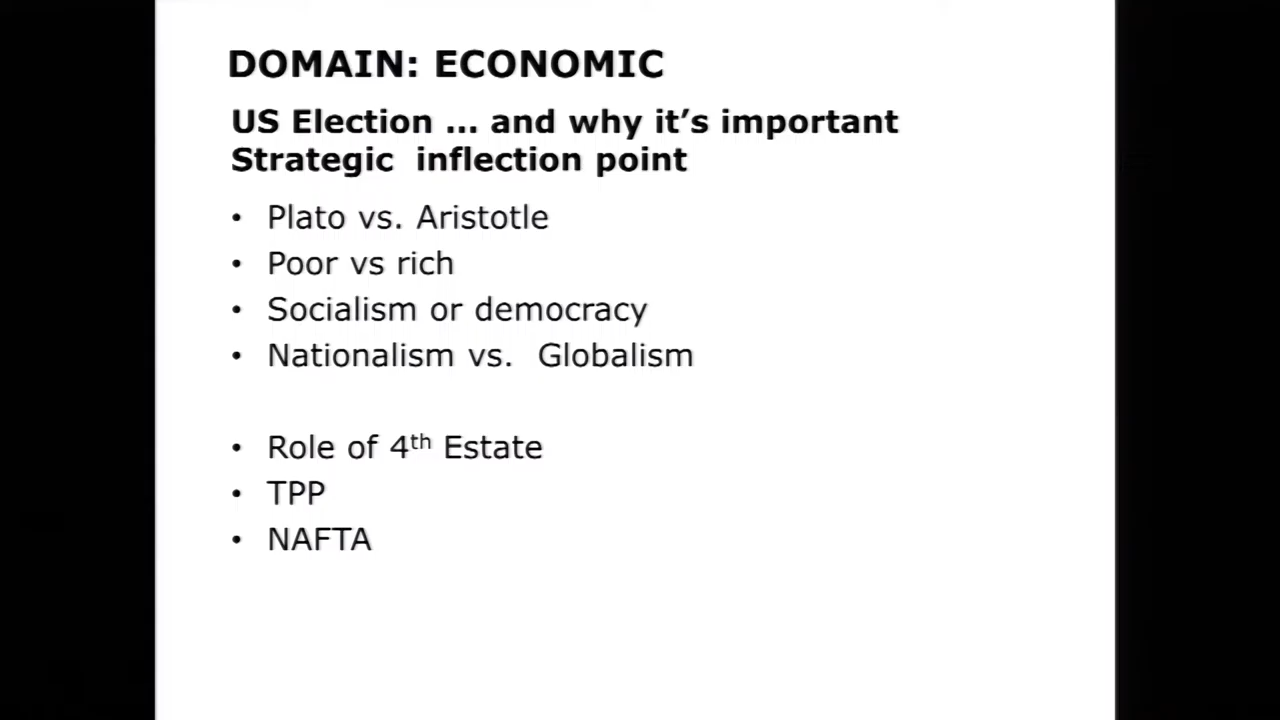 DOMAIN: ECONOMIC
US Election ... and why it's important
Strategic  inflection point
• Plato vs. Aristotle
• Poor vs rich
• Socialism or democracy
• Nationalism vs.  Globalism
• Role of 4th Estate
• TPP
• NAFTA